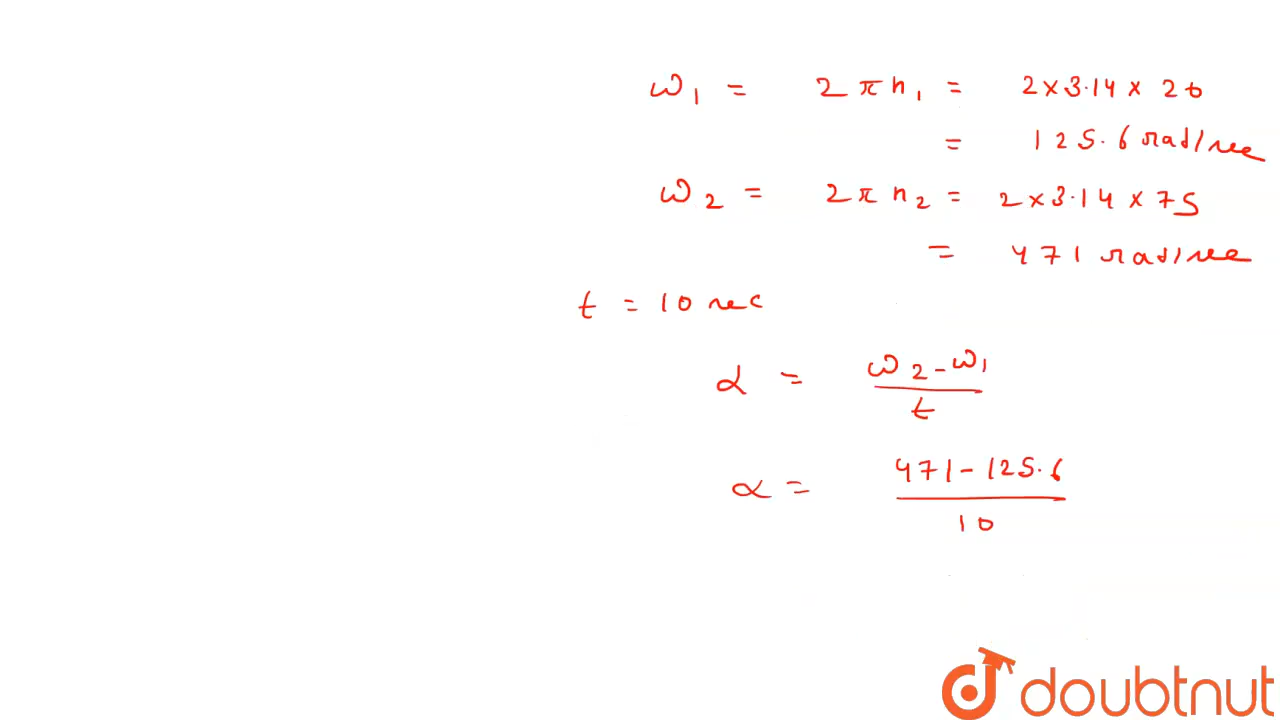 ω1 = 2πn1 = 2×3.14×20
= 125.6 rad/sec
ω2 = 2πn2 = 2×3.14×75
= 471 rad/sec
t = 10 sec
α = ω2-ω1/t
α = 471-125.6/10
doubtnut